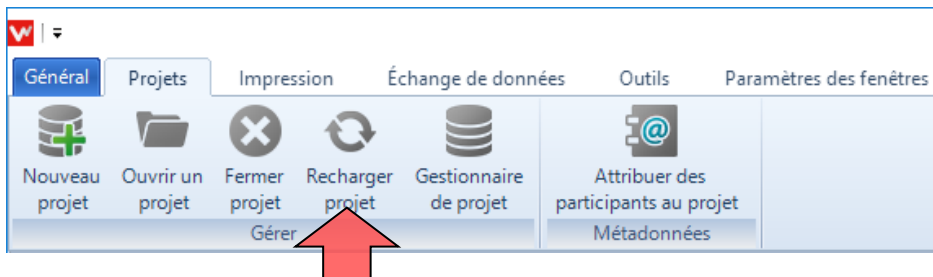 Général Projets Impression Échange de données Outils Paramètres des fenêtres
Nouveau projet
Ouvrir un projet
Fermer projet
Recharger projet
Gestionnaire de projet
Attribuer des participants au projet
Gérer
Métadonnées